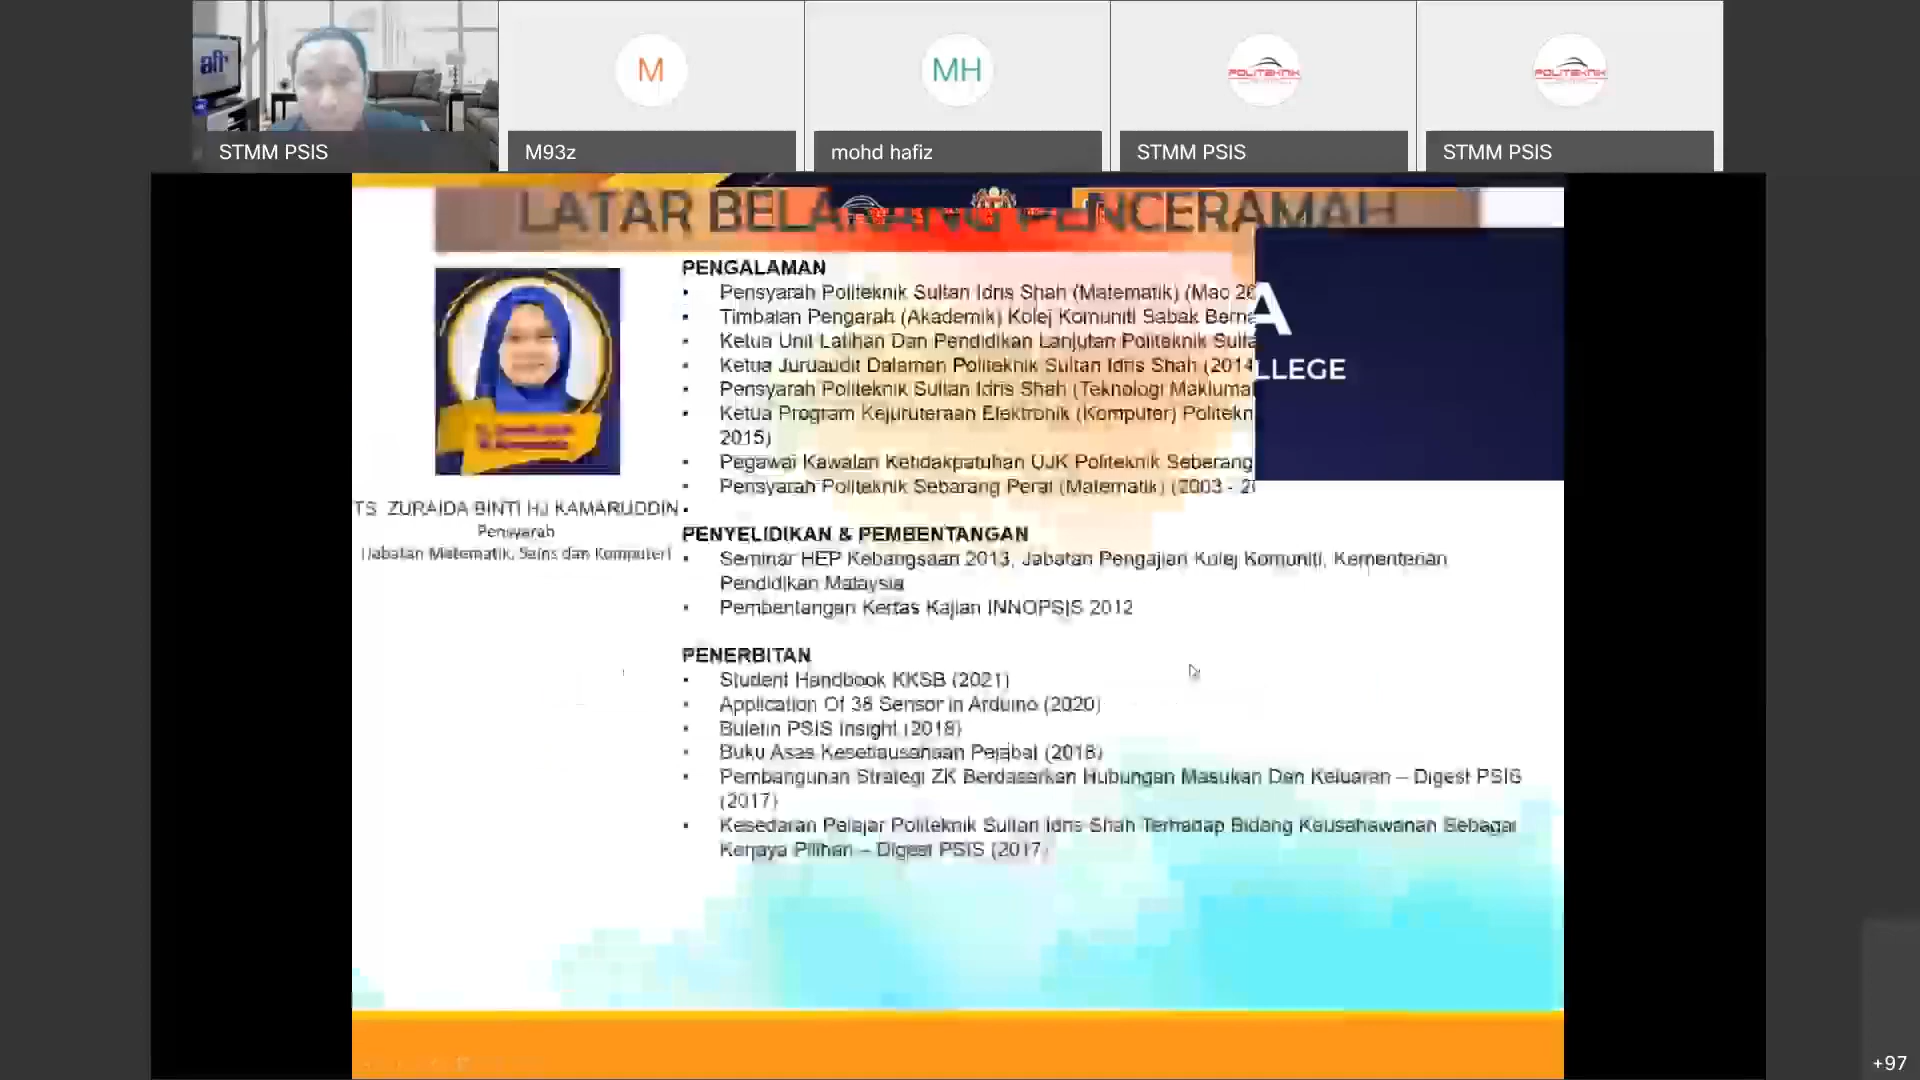 afr
M
MH
POLITEKNIK
POLITEKNIK
STMM PSIS
M93z
mohd hafiz
STMM PSIS
STMM PSIS
LATAR BELAKANG PENCERAMAH
A
LLEGE
PENGALAMAN
• Pensyarah Politeknik Sultan Idris Shah (Matematik) (Mac 20
• Timbalan Pengarah (Akademik) Kolej Komuniti Sabak Berna
• Ketua Unit Latihan Dan Pendidikan Lanjutan Politeknik Sulta
• Ketua Juruaudit Dalaman Politeknik Sultan Idris Shah (2014
• Pensyarah Politeknik Sultan Idris Shah (Teknologi Makluma
• Ketua Program Kejuruteraan Elektronik (Komputer) Politekn
2015)
• Pegawai Kawalan Ketidakpatuhan UJK Politeknik Seberang
• Pensyarah Politeknik Sebarang Perai (Matematik) (2003 - 2
•
TS. ZURAIDA BINTI HJ KAMARUDDIN
Pensyarah
(Jabatan Matematik, Sains dan Komputer)
PENYELIDIKAN & PEMBENTANGAN
• Seminar HEP Kebangsaan 2013, Jabatan Pengajian Kolej Komuniti, Kementerian
Pendidikan Malaysia
• Pembentangan Kertas Kajian INNOPSIS 2012
PENERBITAN
• Student Handbook KKSB (2021)
• Application Of 38 Sensor in Arduino (2020)
• Buletin PSIS Insight (2018)
• Buku Asas Kesetiausahaan Pejabat (2018)
• Pembangunan Strategi ZK Berdasarkan Hubungan Masukan Dan Keluaran – Digest PSIS
(2017)
• Kesedaran Pelajar Politeknik Sultan Idris Shah Terhadap Bidang Keusahawanan Sebagai
Kerjaya Pilihan – Digest PSIS (2017)
+97